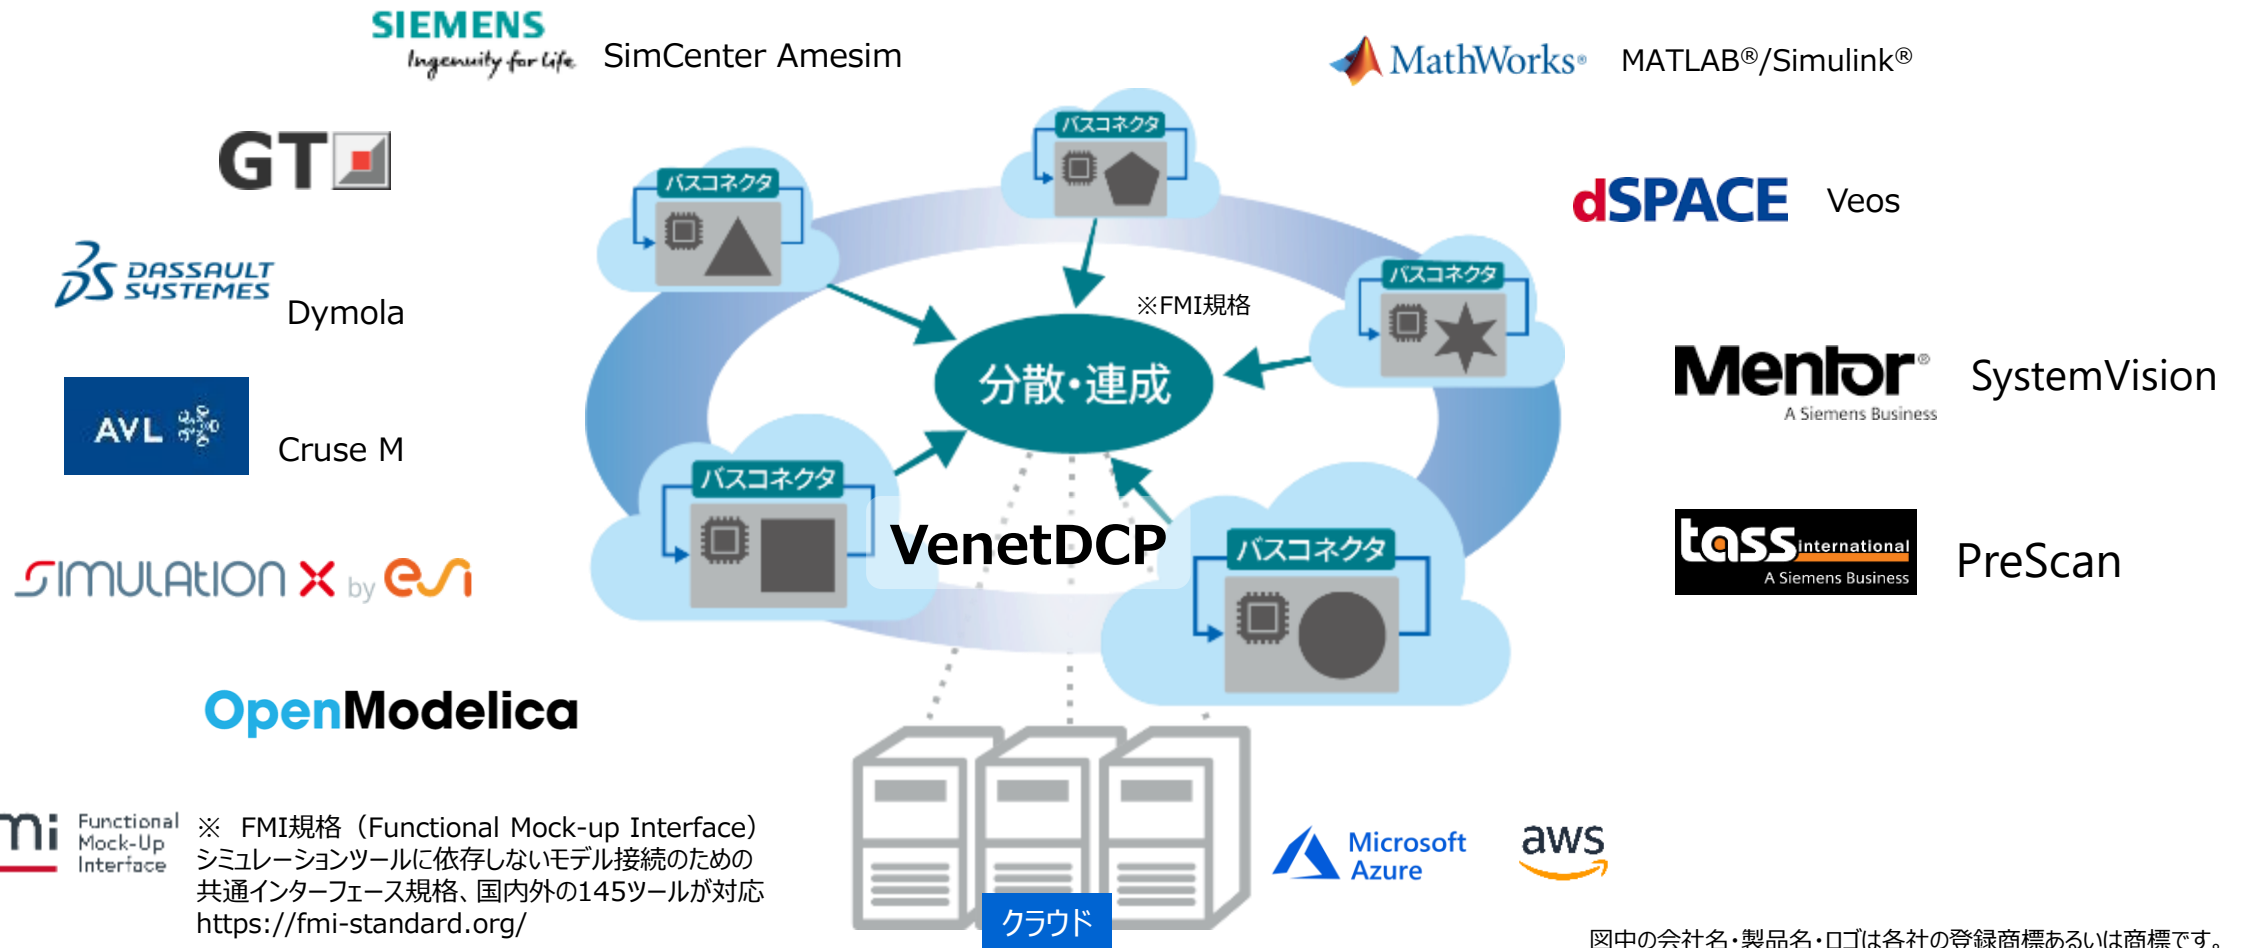 SIEMENS
Ingenuity for life
SimCenter Amesim
MathWorks®
MATLAB®/Simulink®
GT
バスコネクタ
バスコネクタ
dSPACE
Veos
DASSAULT
SYSTEMES
Dymola
バスコネクタ
※FMI規格
分散・連成
Mentor®
A Siemens Business
SystemVision
AVL
Cruse M
バスコネクタ
VenetDCP
バスコネクタ
tass international
A Siemens Business
PreScan
SIMULATION X by esi
OpenModelica
mi
Functional
Mock-Up
Interface
※ FMI規格（Functional Mock-up Interface）
シミュレーションツールに依存しないモデル接続のための
共通インターフェース規格、国内外の145ツールが対応
https://fmi-standard.org/
クラウド
Microsoft
Azure
aws
図中の会社名・製品名・ロゴは各社の登録商標あるいは商標です。